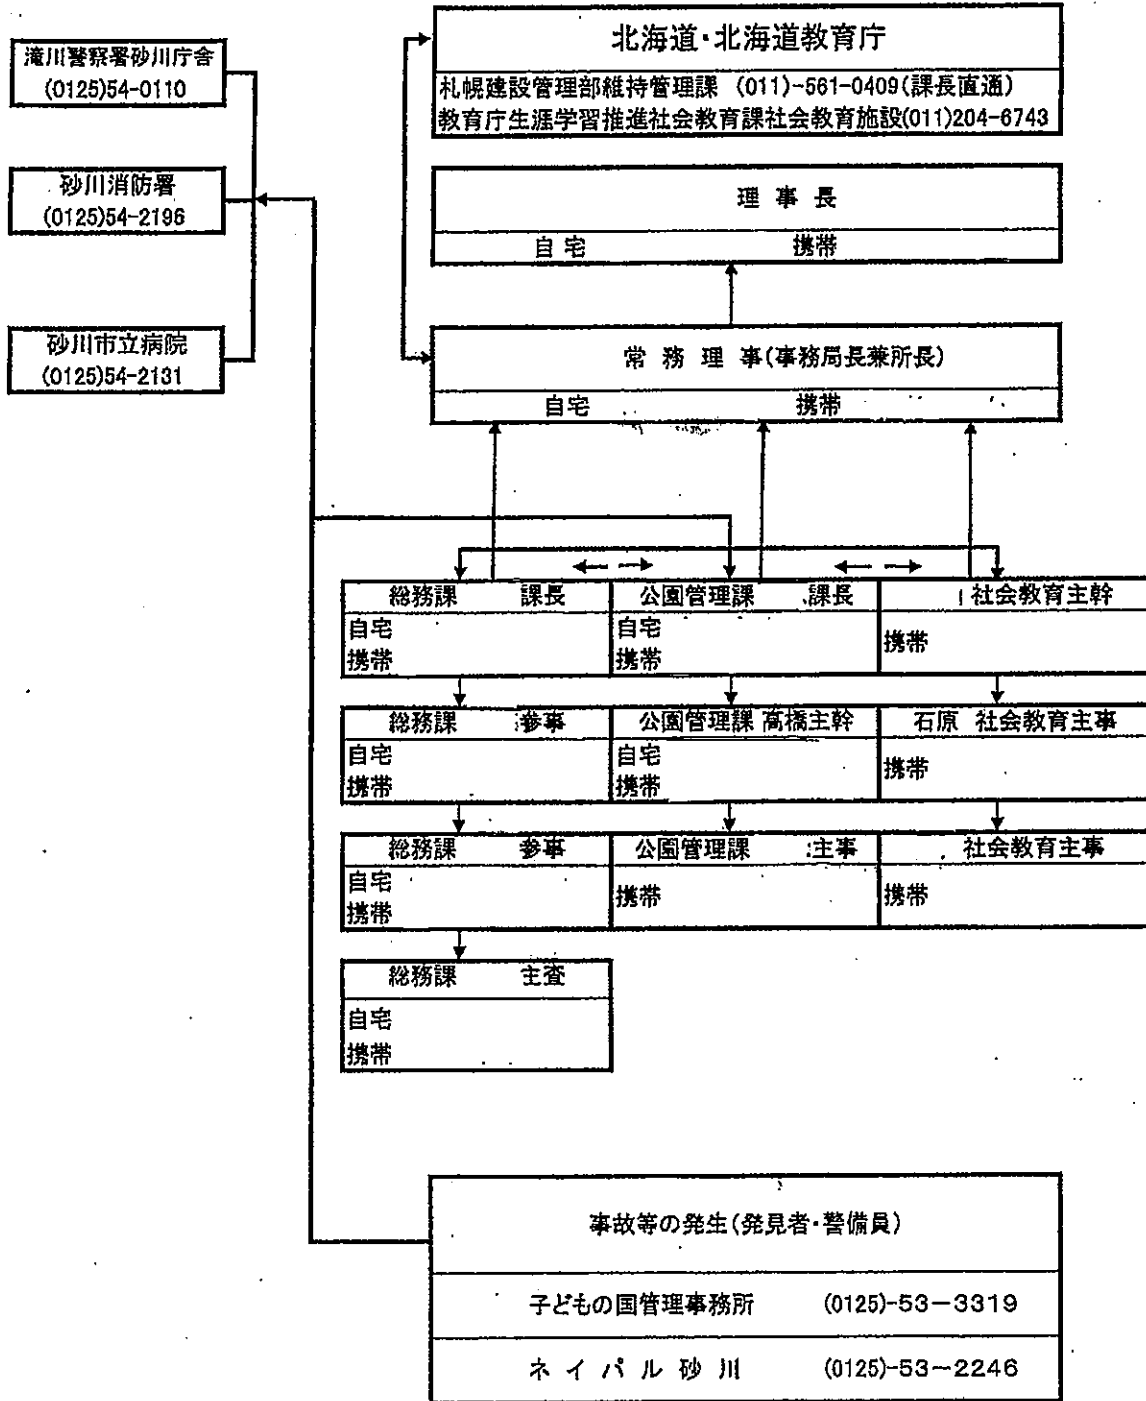 滝川警察署砂川庁舎
(0125)54-0110
砂川消防署
(0125)54-2196
砂川市立病院
(0125)54-2131
北海道・北海道教育庁
札幌建設管理部維持管理課 (011)-561-0409(課長直通)
教育庁生涯学習推進社会教育課社会教育施設(011)204-6743
理 事 長
自宅 携帯
常 務 理 事(事務局長兼所長)
自宅 携帯
総務課 課長
自宅
携帯
公園管理課 課長
自宅
携帯
社会教育主幹
携帯
総務課 参事
自宅
携帯
公園管理課 高橋主幹
自宅
携帯
石原 社会教育主事
携帯
総務課 参事
自宅
携帯
公園管理課 主事
携帯
社会教育主事
携帯
総務課 主査
自宅
携帯
事故等の発生(発見者・警備員)
子どもの国管理事務所 (0125)-53-3319
ネ イ パ ル 砂 川 (0125)-53-2246